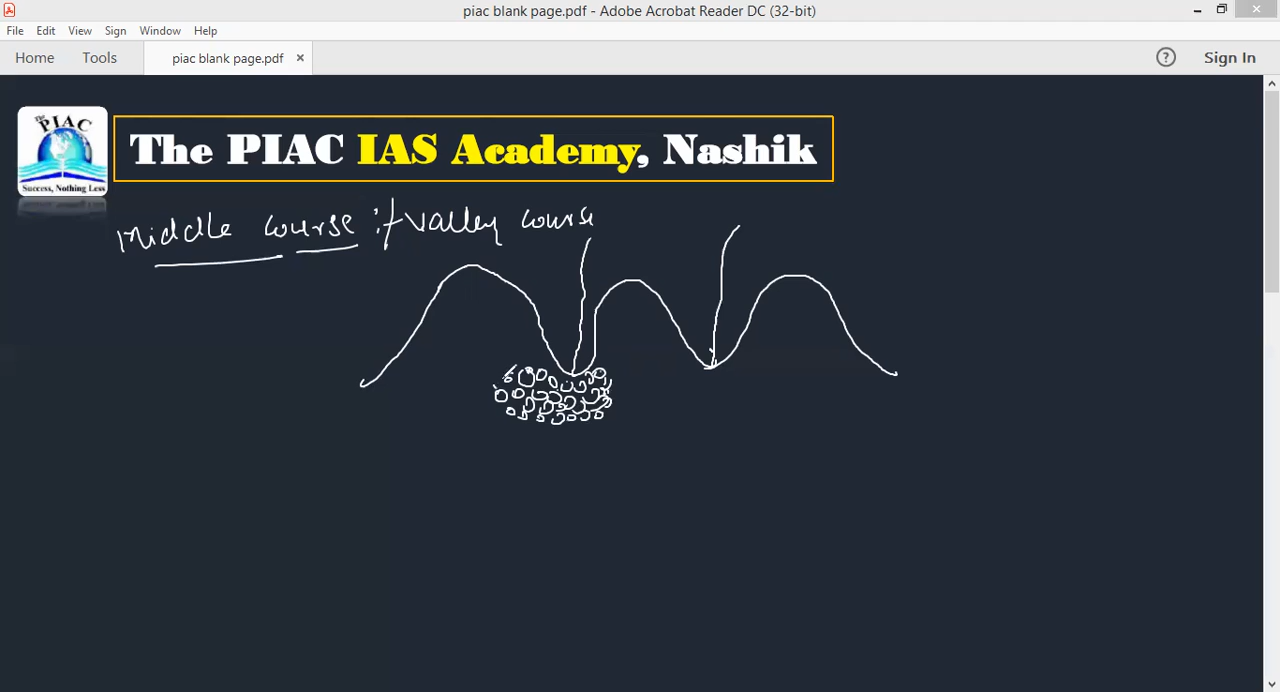 piac blank page.pdf - Adobe Acrobat Reader DC (32-bit)
File Edit View Sign Window Help
Home Tools piac blank page.pdf × ? Sign In
The PIAC
Success, Nothing Less
The PIAC IAS Academy, Nashik
middle course :- valley course